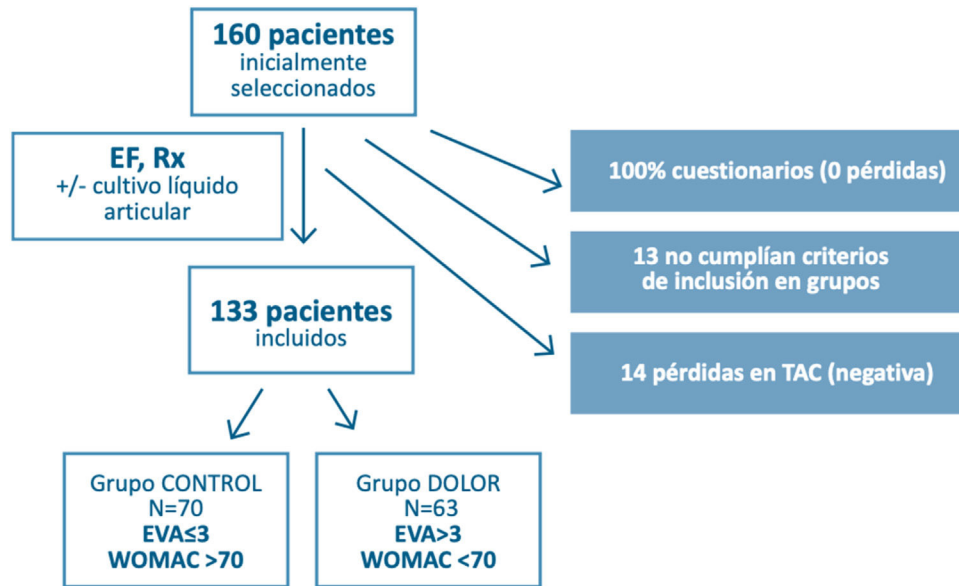 160 pacientes
inicialmente
seleccionados
EF, Rx
+/- cultivo líquido
articular
100% cuestionarios (0 pérdidas)
13 no cumplían criterios
de inclusión en grupos
133 pacientes
incluidos
14 pérdidas en TAC (negativa)
Grupo CONTROL
N=70
EVA≤3
WOMAC >70
Grupo DOLOR
N=63
EVA>3
WOMAC <70